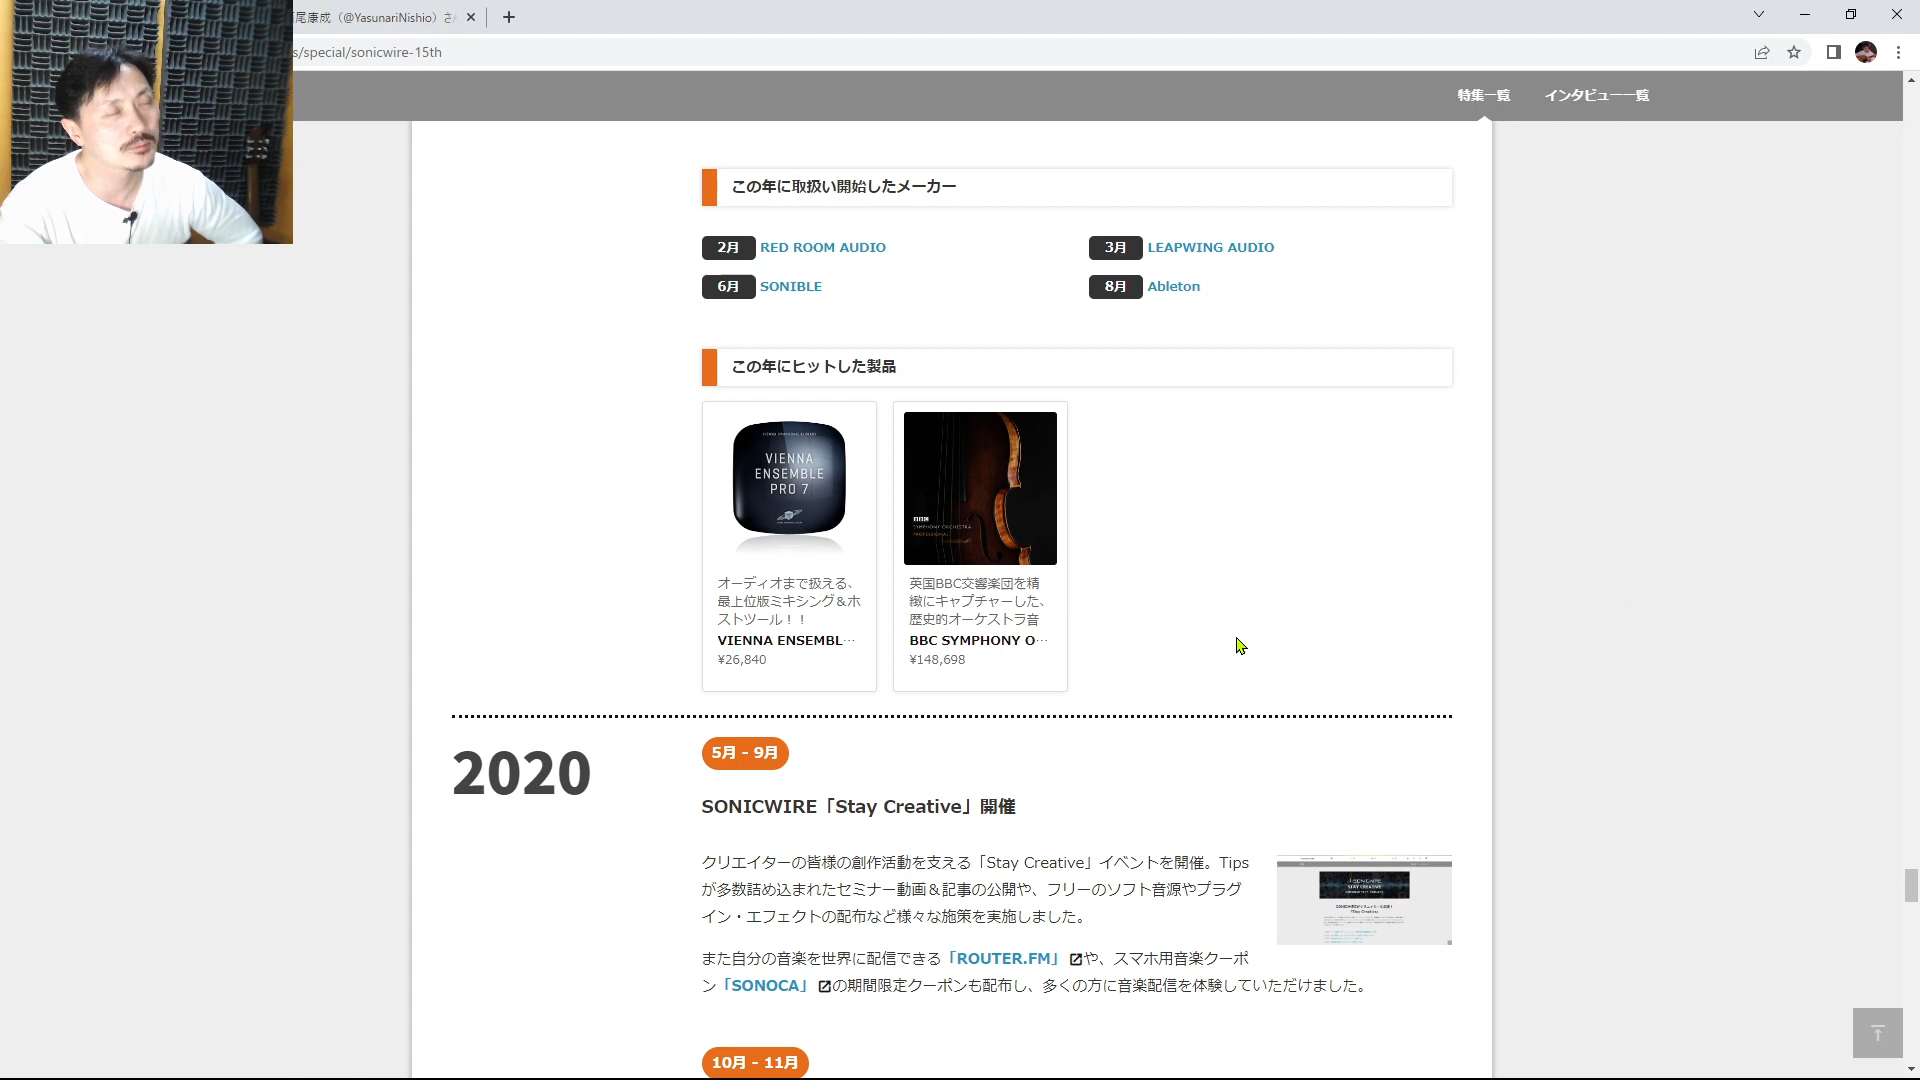 尾康成（@YasunariNishio）さ
s/special/sonicwire-15th
特集一覧 インタビュー一覧
この年に取扱い開始したメーカー
2月 RED ROOM AUDIO
3月 LEAPWING AUDIO
6月 SONIBLE
8月 Ableton
この年にヒットした製品
VIENNA SYMPHONIC LIBRARY
VIENNA
ENSEMBLE
PRO 7
オーディオまで扱える、
最上位版ミキシング＆ホ
ストツール！！
VIENNA ENSEMBL…
¥26,840
BBC
SYMPHONY ORCHESTRA
PROFESSIONAL
英国BBC交響楽団を精
緻にキャプチャーした、
歴史的オーケストラ音
BBC SYMPHONY O…
¥148,698
2020
5月 - 9月
SONICWIRE「Stay Creative」開催
クリエイターの皆様の創作活動を支える「Stay Creative」イベントを開催。Tips
が多数詰め込まれたセミナー動画＆記事の公開や、フリーのソフト音源やプラグ
イン・エフェクトの配布など様々な施策を実施しました。
SONICWIRE
STAY CREATIVE
また自分の音楽を世界に配信できる「ROUTER.FM」や、スマホ用音楽クーポ
ン「SONOCA」の期間限定クーポンも配布し、多くの方に音楽配信を体験していただけました。
10月 - 11月